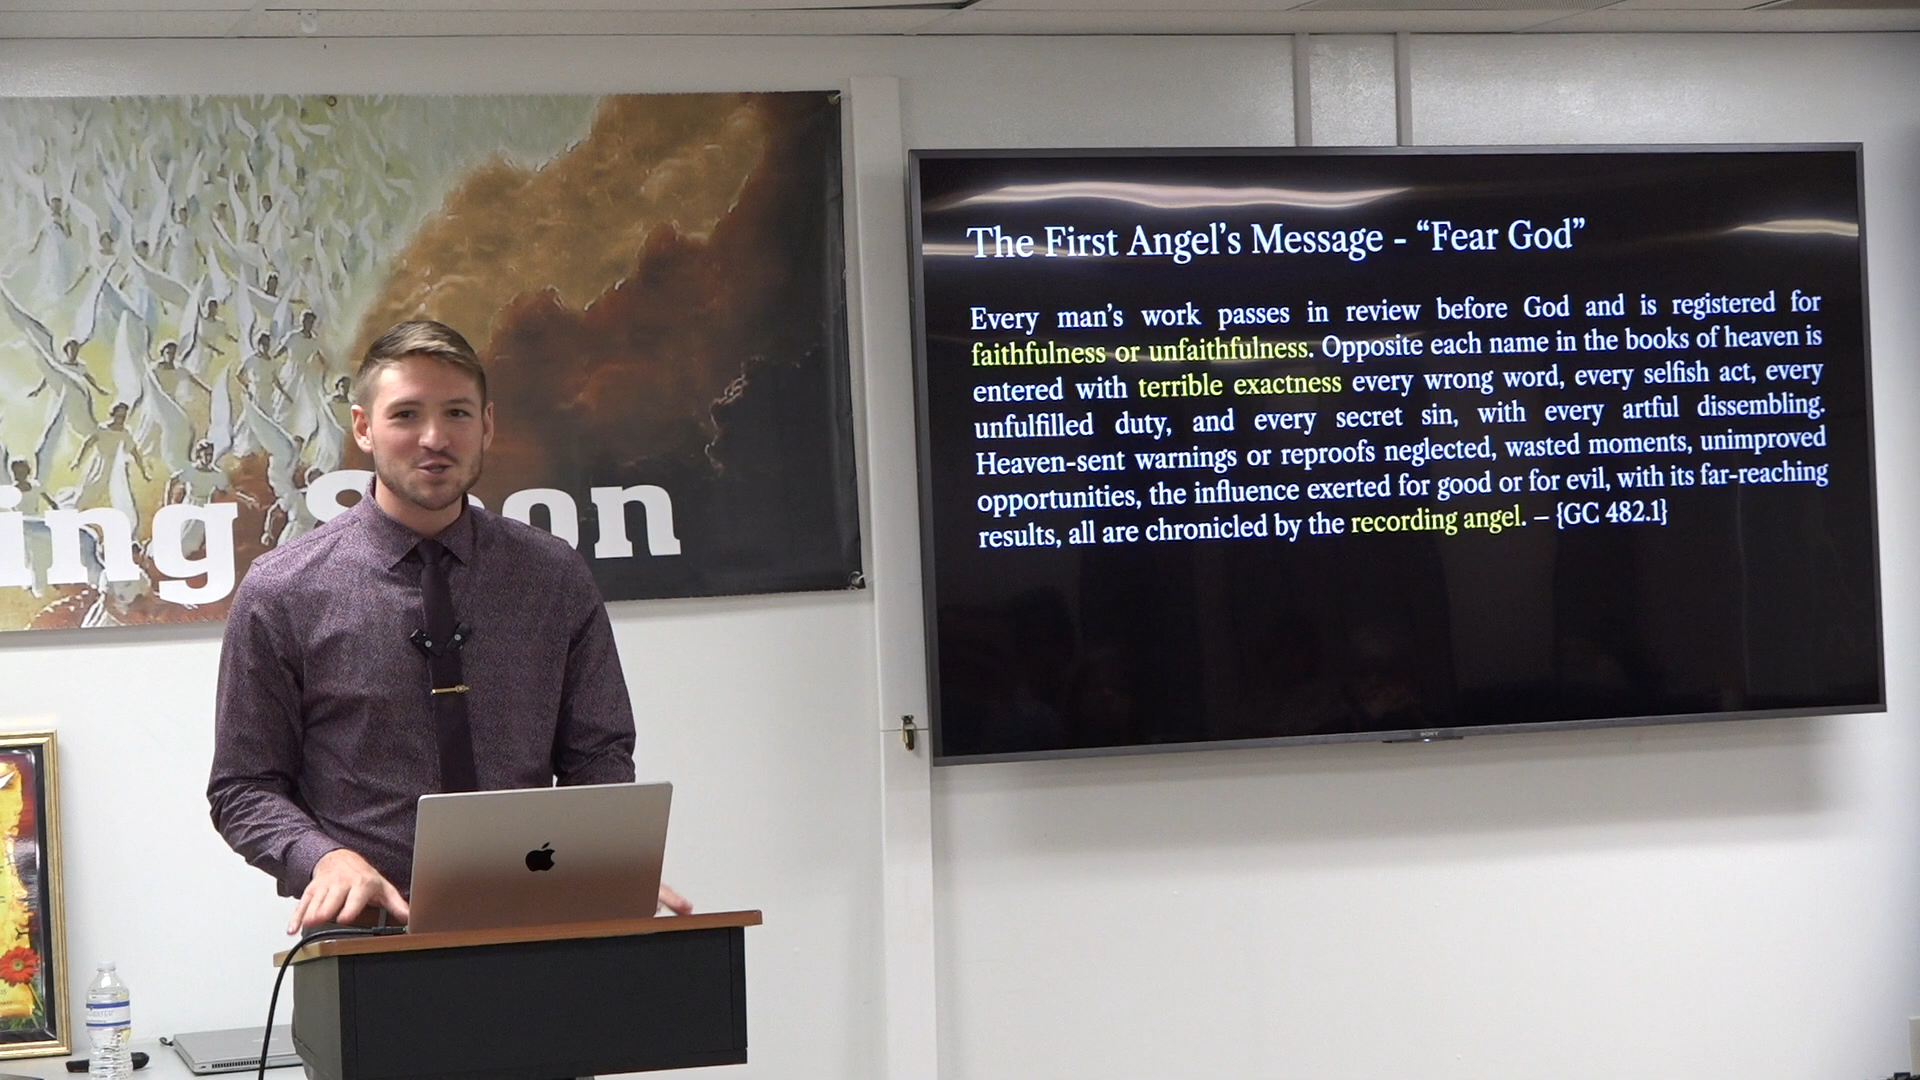 ing Soon
The First Angel's Message - “Fear God”
Every man's work passes in review before God and is registered for
faithfulness or unfaithfulness. Opposite each name in the books of heaven is
entered with terrible exactness every wrong word, every selfish act, every
unfulfilled duty, and every secret sin, with every artful dissembling.
Heaven-sent warnings or reproofs neglected, wasted moments, unimproved
opportunities, the influence exerted for good or for evil, with its far-reaching
results, all are chronicled by the recording angel. – {GC 482.1}
SONY